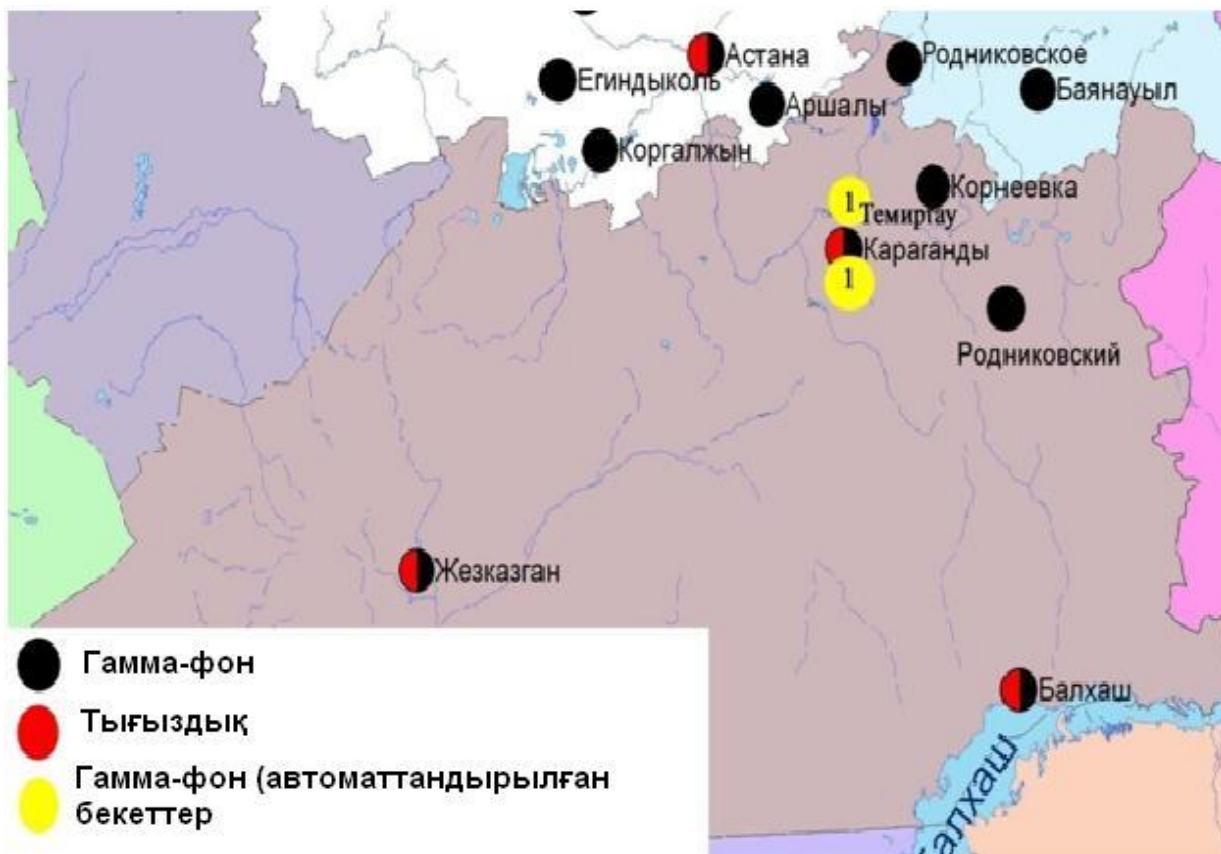 Астана
Родниковское
Егиндыколь
Баянауыл
Аршалы
Коргалжын
Корнеевка
1
Темиртау
Караганды
1
Родниковский
Жезказган
Балхаш
Гамма-фон
Тығыздық
Гамма-фон (автоматтандырылған
бекеттер
алхаш